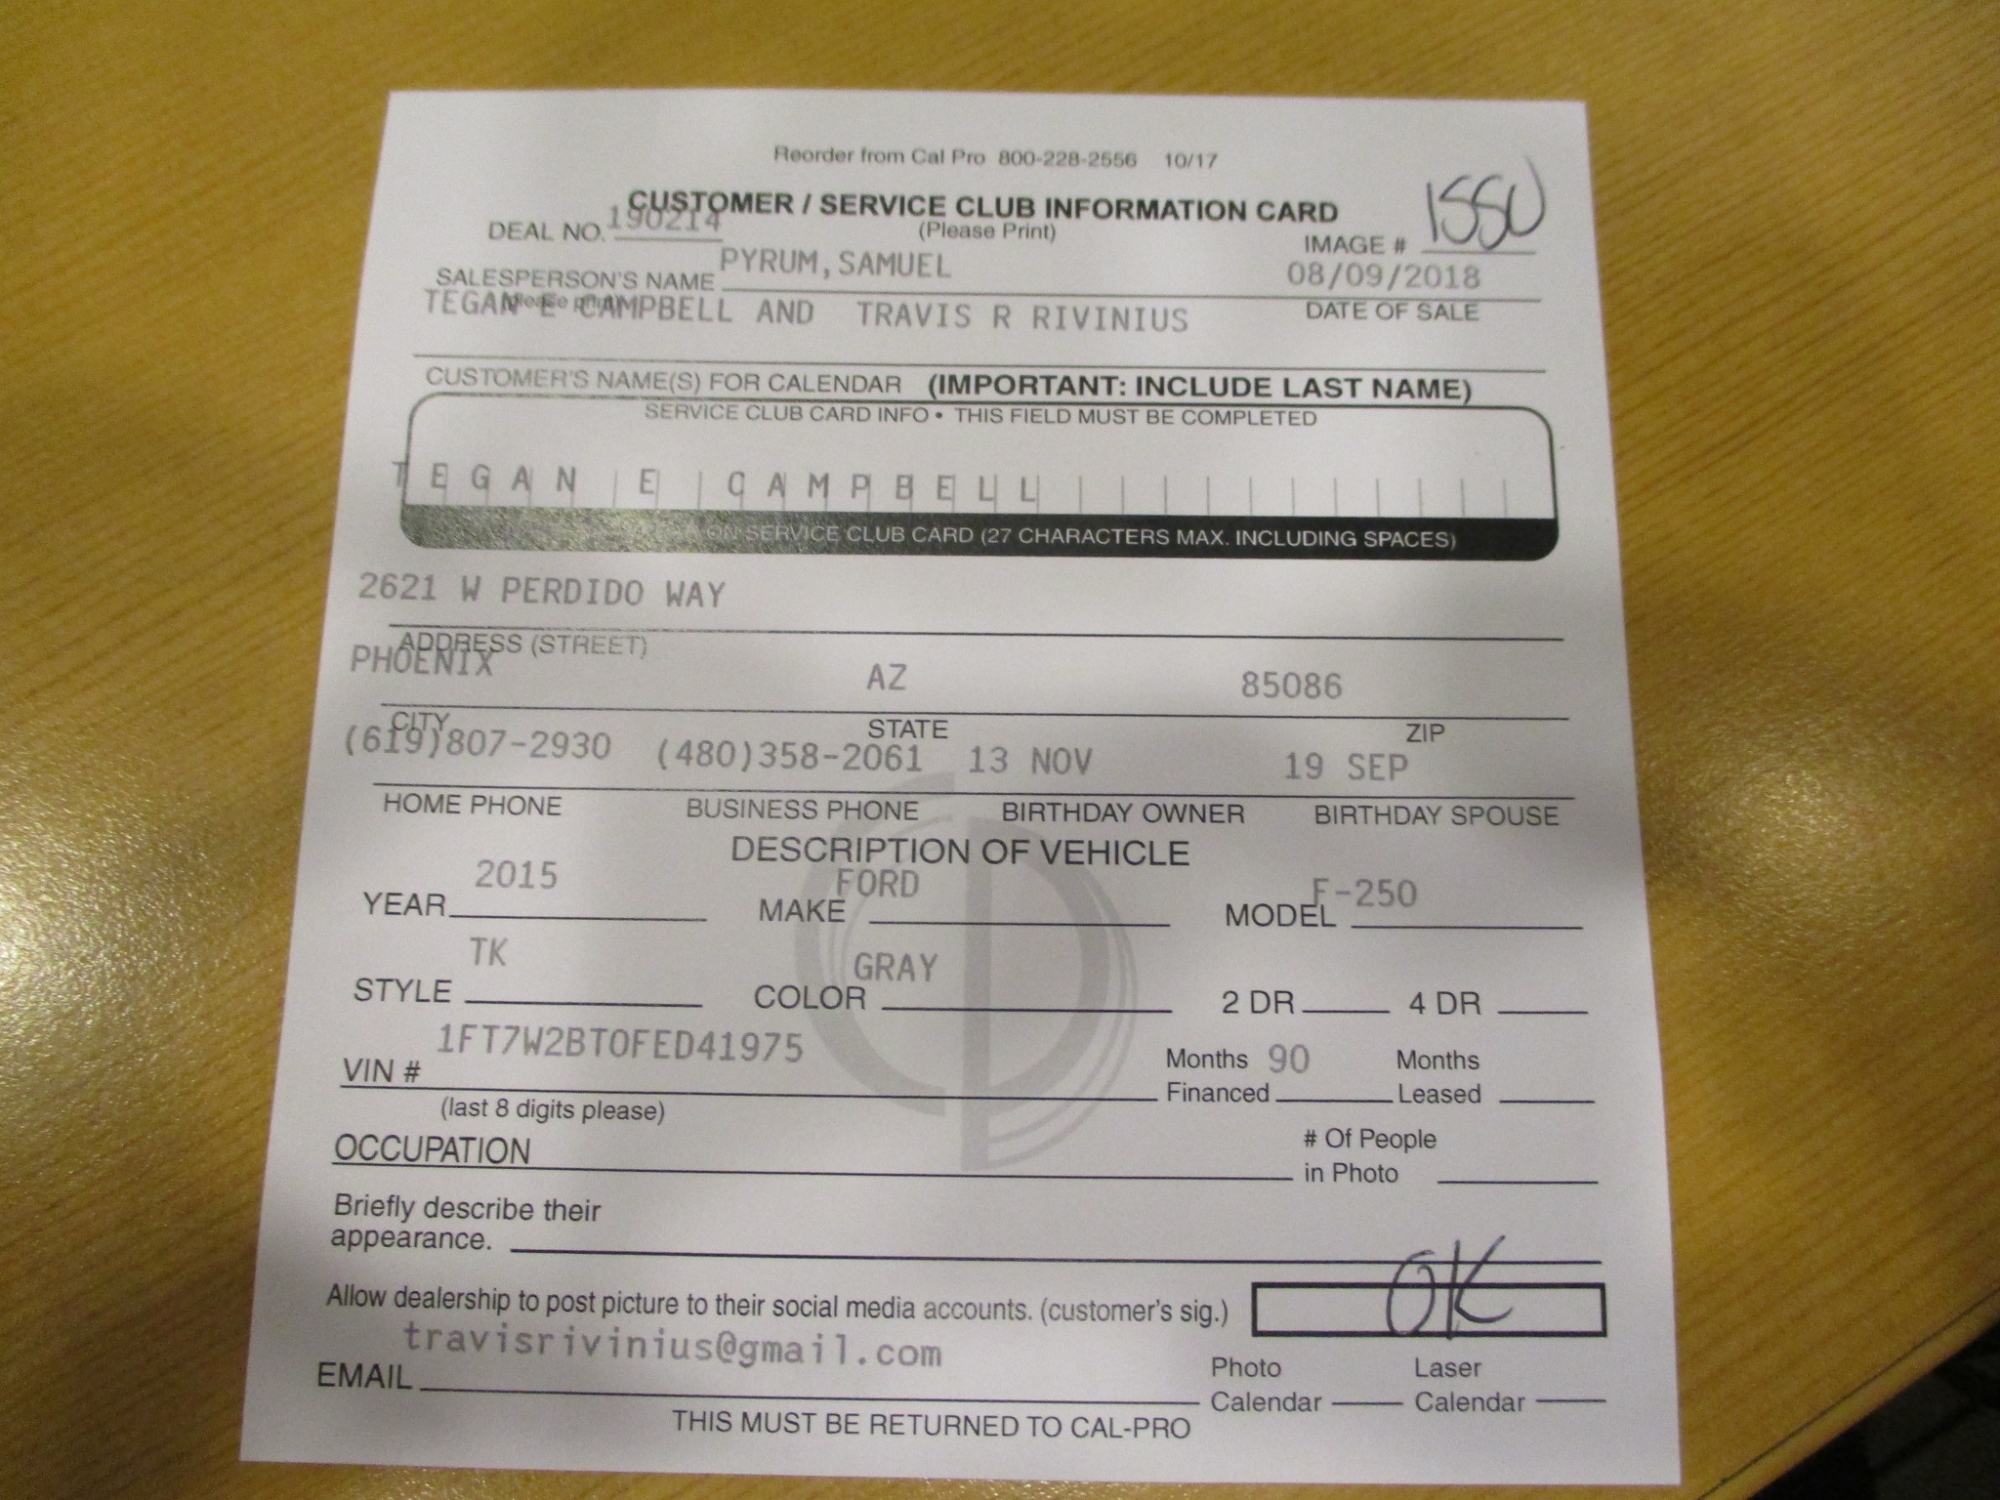 Reorder from Cal Pro 800-228-2556 10/17
CUSTOMER / SERVICE CLUB INFORMATION CARD
DEAL NO. 190214 (Please Print) IMAGE #
PYRUM, SAMUEL 08/09/2018
SALESPERSON'S NAME DATE OF SALE
(please print)
TEGAN E CAMPBELL AND TRAVIS R RIVINIUS
CUSTOMER'S NAME(S) FOR CALENDAR (IMPORTANT: INCLUDE LAST NAME)
SERVICE CLUB CARD INFO • THIS FIELD MUST BE COMPLETED
TEGAN E CAMPBELL
ON SERVICE CLUB CARD (27 CHARACTERS MAX. INCLUDING SPACES)
2621 W PERDIDO WAY
ADDRESS (STREET)
PHOENIX AZ 85086
CITY STATE ZIP
(619)807-2930 (480)358-2061 13 NOV 19 SEP
HOME PHONE BUSINESS PHONE BIRTHDAY OWNER BIRTHDAY SPOUSE
DESCRIPTION OF VEHICLE
YEAR 2015 MAKE FORD MODEL F-250
STYLE TK COLOR GRAY 2 DR 4 DR
VIN # 1FT7W2BT0FED41975 Months Financed 90 Months Leased
(last 8 digits please)
OCCUPATION # Of People in Photo
Briefly describe their
appearance.
Allow dealership to post picture to their social media accounts. (customer's sig.) OK
travisrivinius@gmail.com
EMAIL Photo Calendar Laser Calendar
THIS MUST BE RETURNED TO CAL-PRO